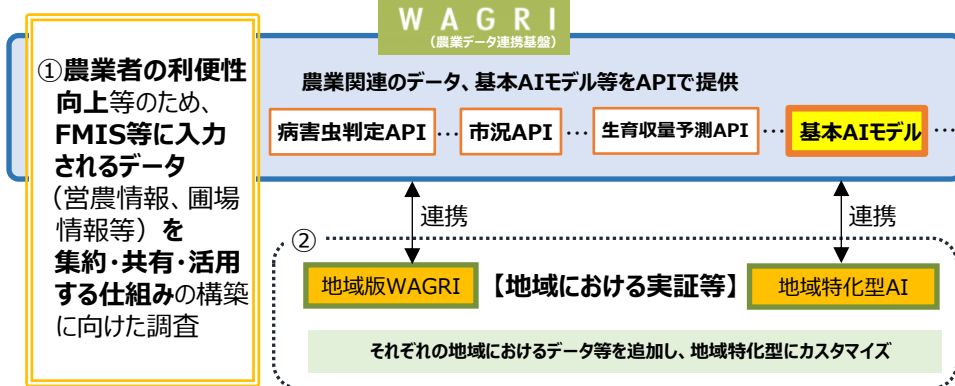 WAGRI
（農業データ連携基盤）
①農業者の利便性
向上等のため、
FMIS等に入力
されるデータ
（営農情報、圃場
情報等）を
集約・共有・活用
する仕組みの構築
に向けた調査
農業関連のデータ、基本AIモデル等をAPIで提供
病害虫判定API … 市況API … 生育収量予測API … 基本AIモデル …
連携 連携
②
地域版WAGRI 【地域における実証等】 地域特化型AI
それぞれの地域におけるデータ等を追加し、地域特化型にカスタマイズ